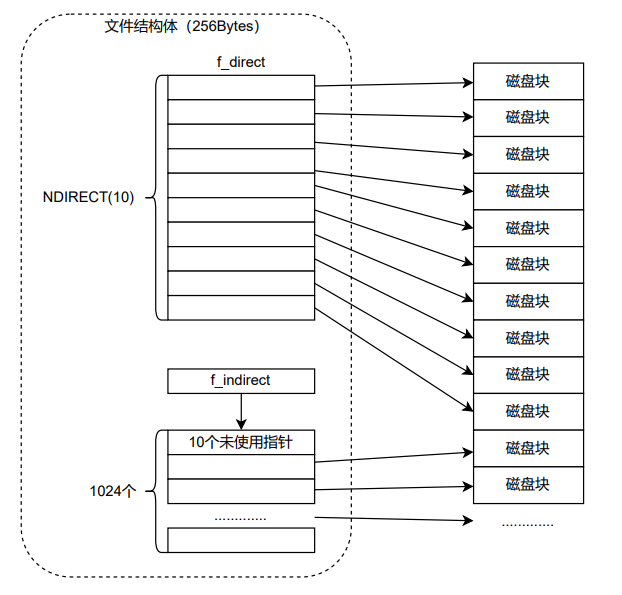 文件结构体（256Bytes）
f_direct
NDIRECT(10)
f_indirect
10个未使用指针
1024个
.............
磁盘块
磁盘块
磁盘块
磁盘块
磁盘块
磁盘块
磁盘块
磁盘块
磁盘块
磁盘块
磁盘块
磁盘块
.............